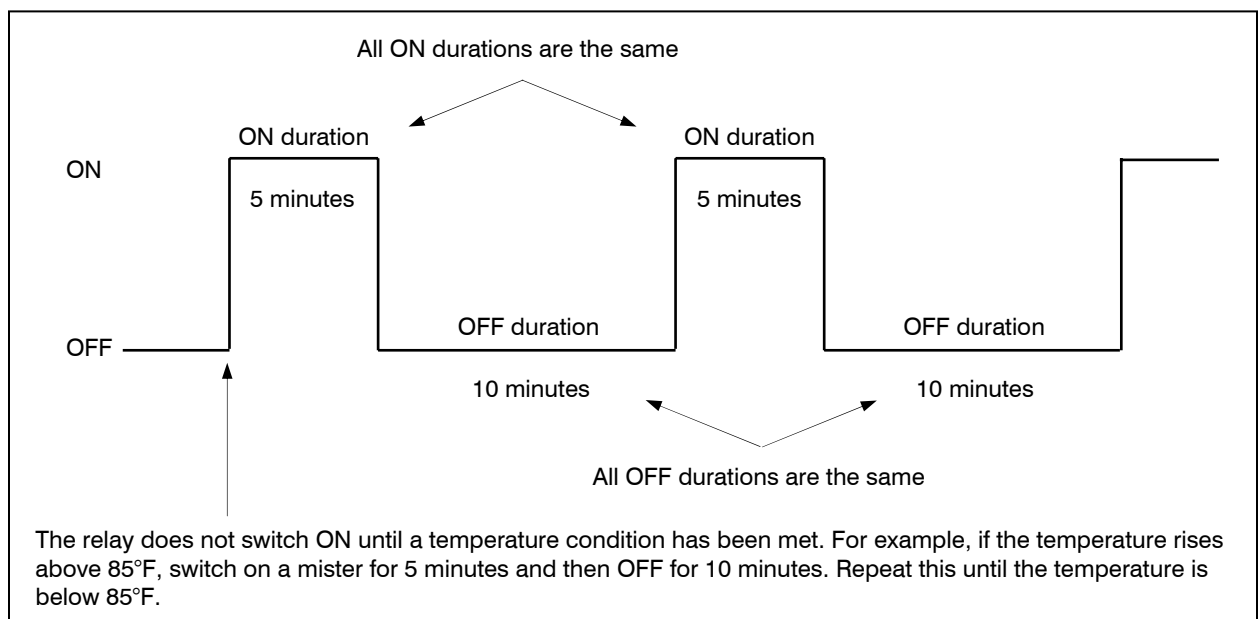 All ON durations are the same
ON duration
ON duration
ON
5 minutes
5 minutes
OFF duration
OFF duration
OFF
10 minutes
10 minutes
All OFF durations are the same
The relay does not switch ON until a temperature condition has been met. For example, if the temperature rises
above 85°F, switch on a mister for 5 minutes and then OFF for 10 minutes. Repeat this until the temperature is
below 85°F.